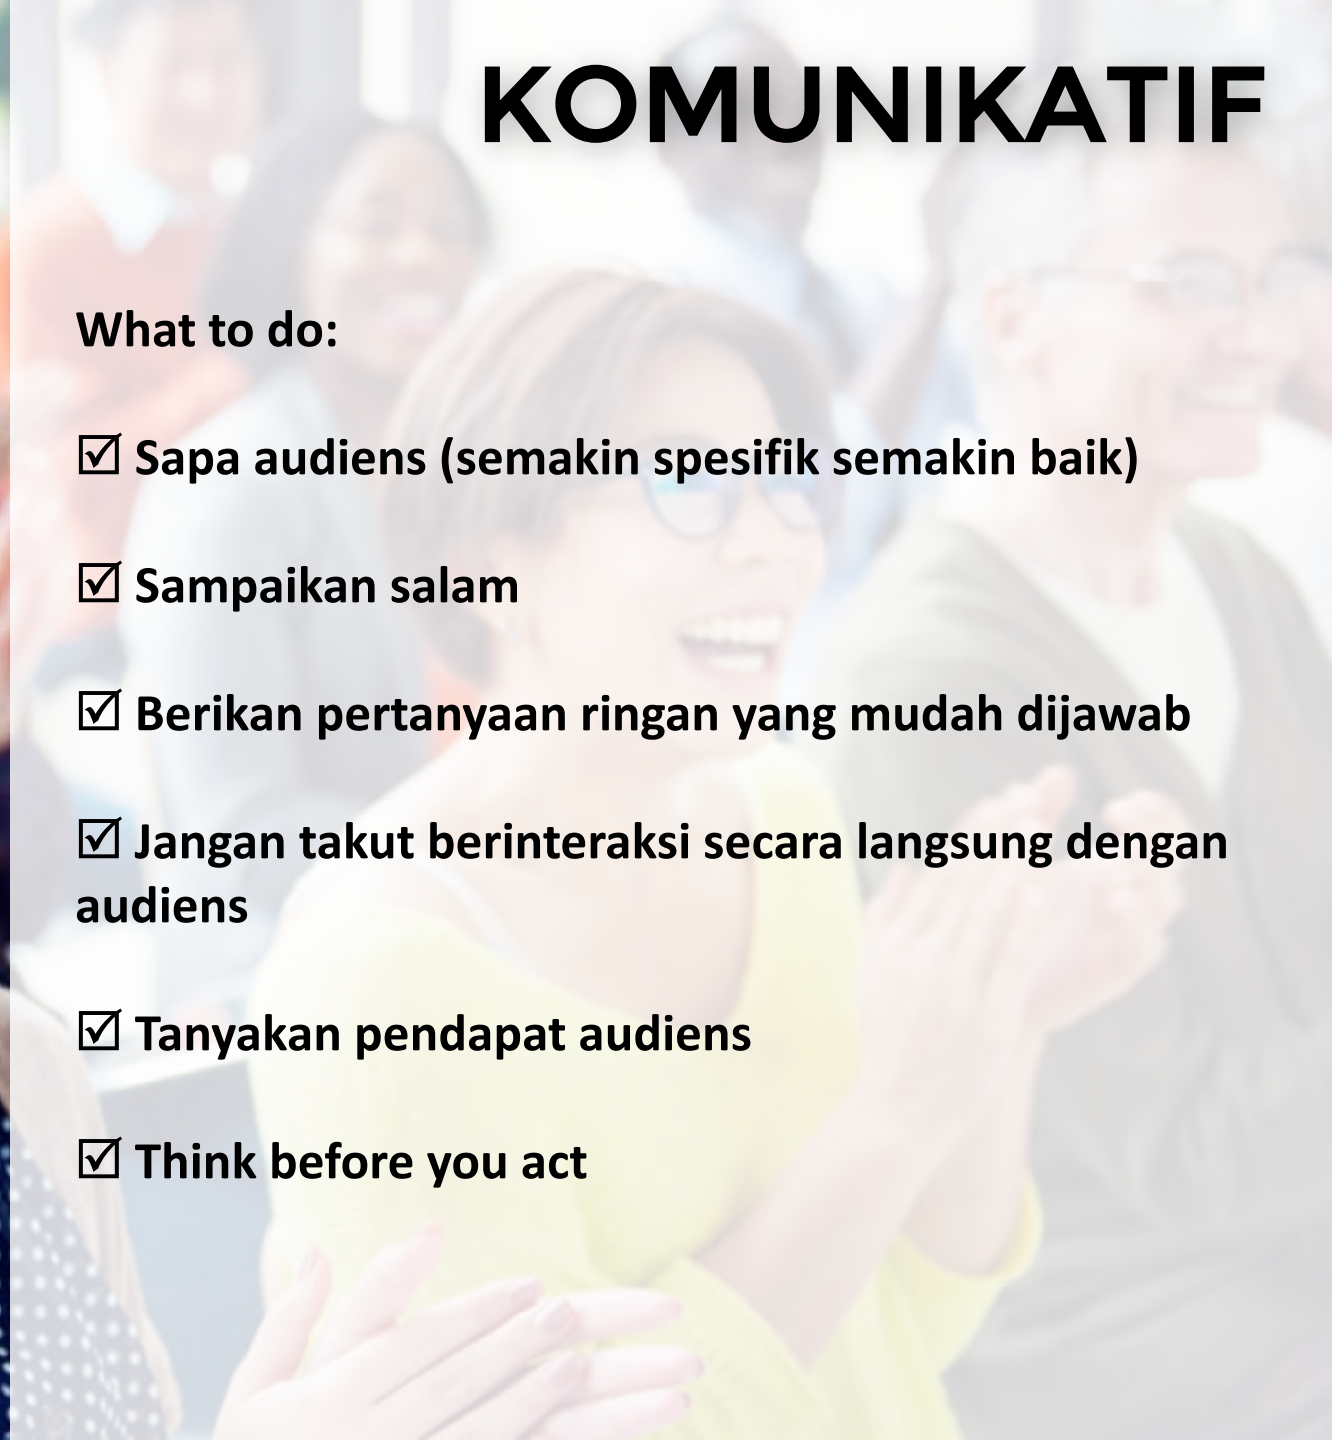 KOMUNIKATIF
What to do:
☑ Sapa audiens (semakin spesifik semakin baik)
☑ Sampaikan salam
☑ Berikan pertanyaan ringan yang mudah dijawab
☑ Jangan takut berinteraksi secara langsung dengan
audiens
☑ Tanyakan pendapat audiens
☑ Think before you act